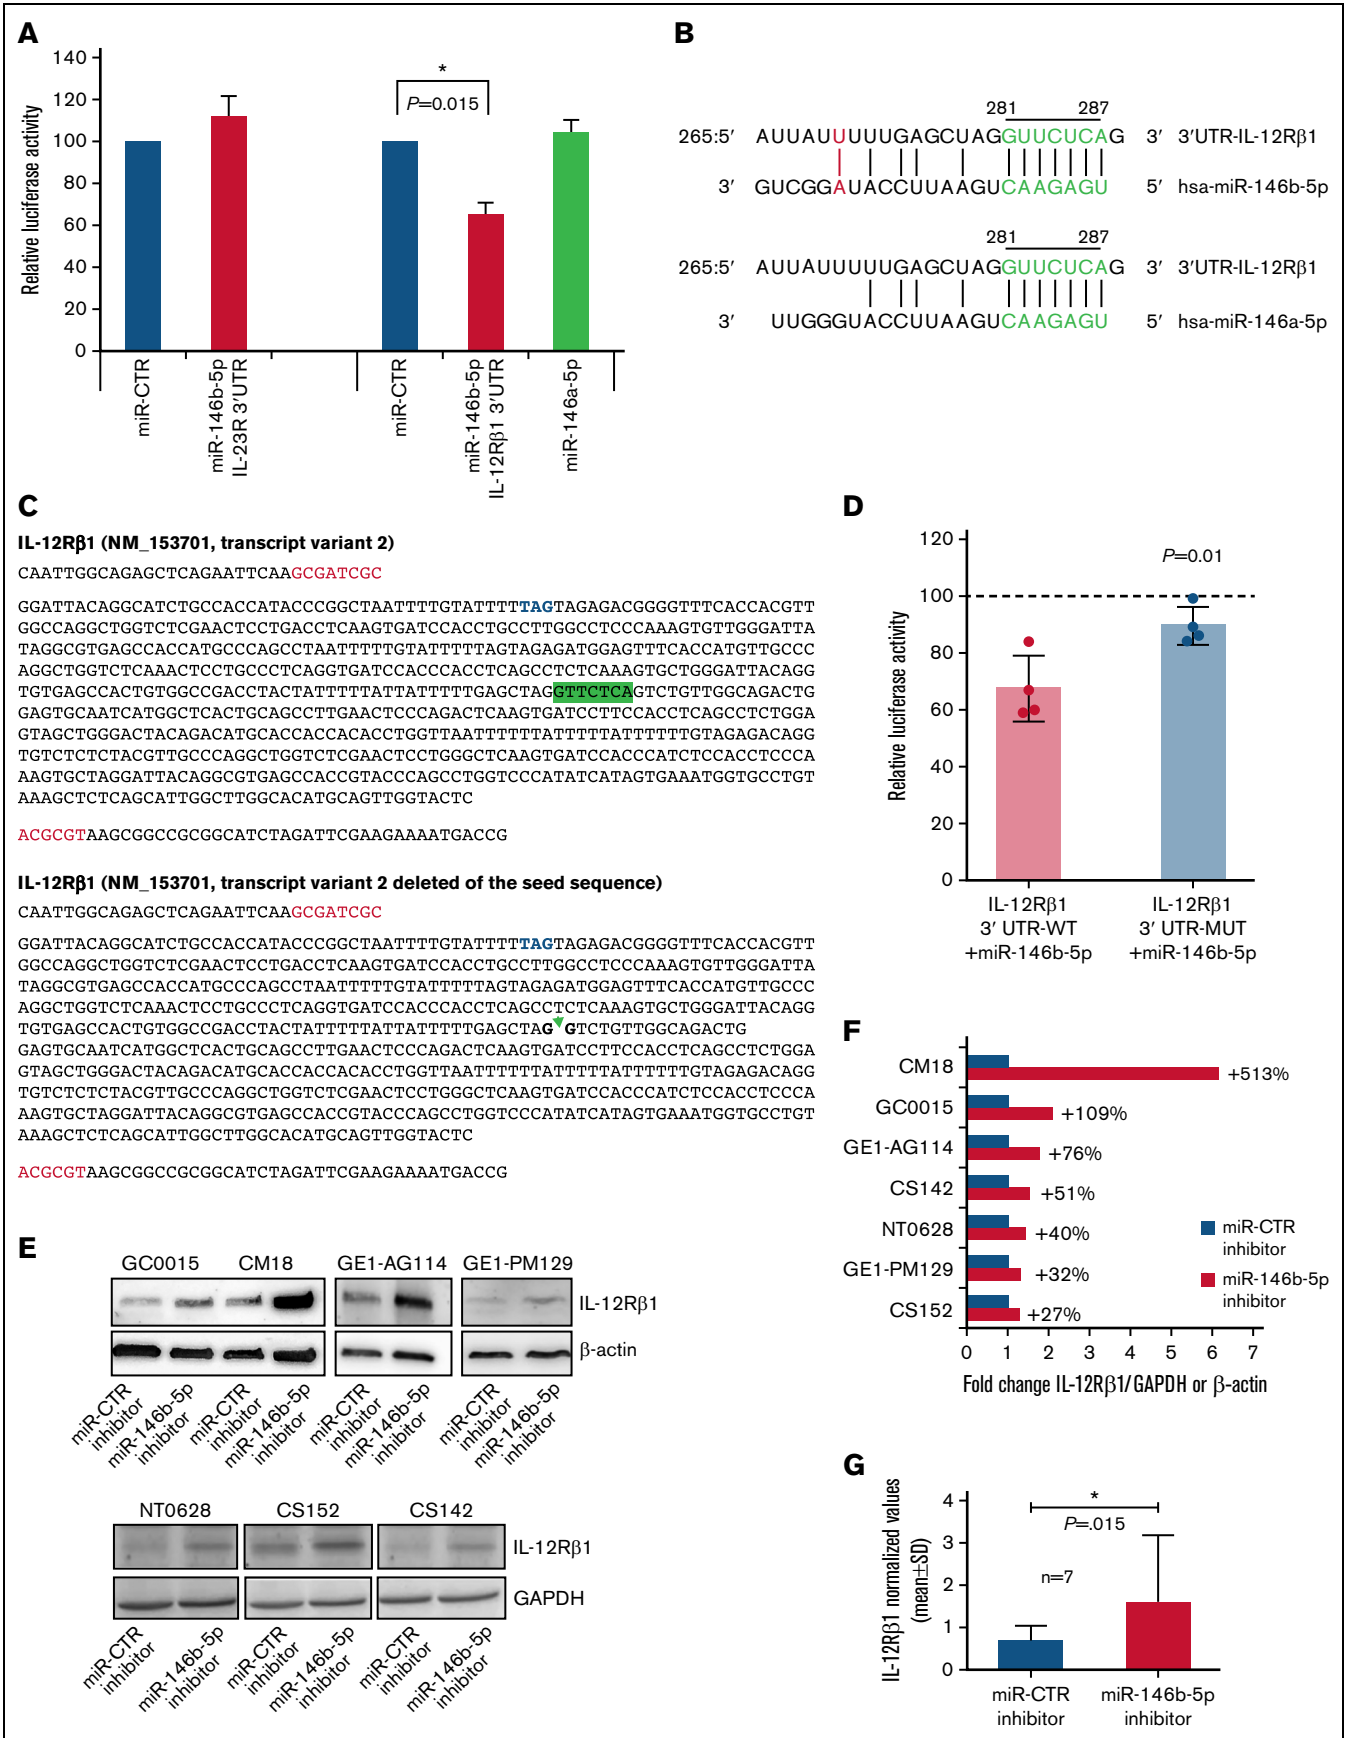 A
140
120
100
80
60
40
20
0
Relative luciferase activity
*
P=0.015
miR-CTR
miR-146b-5p
IL-23R 3′UTR
miR-CTR
miR-146b-5p
IL-12Rβ1 3′UTR
miR-146a-5p
B
281 287
265:5′ AUUAUUUUUGAGCUAGGUUCUCAG 3′ 3′UTR-IL-12Rβ1
3′ GUCGGAUACCUUAAGUCAAGAGU 5′ hsa-miR-146b-5p
281 287
265:5′ AUUAUUUUUGAGCUAGGUUCUCAG 3′ 3′UTR-IL-12Rβ1
3′ UUGGGUACCUUAAGUCAAGAGU 5′ hsa-miR-146a-5p
C
IL-12Rβ1 (NM_153701, transcript variant 2)
CAATTGGCAGAGCTCAGAATTCAAGCGATCGC
GGATTACAGGCATCTGCCACCATACCCGGCTAATTTTGTATTTTTAGTAGAGACGGGGTTTCACCACGTT
GGCCAGGCTGGTCTCGAACTCCTGACCTCAAGTGATCCACCTGCCTTGGCCTCCCAAAGTGTTGGGATTA
TAGGCGTGAGCCACCATGCCCAGCCTAATTTTTGTATTTTTAGTAGAGATGGAGTTTCACCATGTTGCCC
AGGCTGGTCTCAAACTCCTGCCCTCAGGTGATCCACCCACCTCAGCCTCTCAAAGTGCTGGGATTACAGG
TGTGAGCCACTGTGGCCGACCTACTATTTTTATTATTTTTGAGCTAGGTTCTCAGTCTGTTGGCAGACTG
GAGTGCAATCATGGCTCACTGCAGCCTTGAACTCCCAGACTCAAGTGATCCTTCCACCTCAGCCTCTGGA
GTAGCTGGGACTACAGACATGCACCACCACACCTGGTTAATTTTTTATTTTTATTTTTTGTAGAGACAGG
TGTCTCTCTACGTTGCCCAGGCTGGTCTCGAACTCCTGGGCTCAAGTGATCCACCCATCTCCACCTCCCA
AAGTGCTAGGATTACAGGCGTGAGCCACCGTACCCAGCCTGGTCCCATATCATAGTGAAATGGTGCCTGT
AAAGCTCTCAGCATTGGCTTGGCACATGCAGTTGGTACTC
ACGCGTAAGCGGCCGCGGCATCTAGATTCGAAGAAAATGACCG
IL-12Rβ1 (NM_153701, transcript variant 2 deleted of the seed sequence)
CAATTGGCAGAGCTCAGAATTCAAGCGATCGC
GGATTACAGGCATCTGCCACCATACCCGGCTAATTTTGTATTTTTAGTAGAGACGGGGTTTCACCACGTT
GGCCAGGCTGGTCTCGAACTCCTGACCTCAAGTGATCCACCTGCCTTGGCCTCCCAAAGTGTTGGGATTA
TAGGCGTGAGCCACCATGCCCAGCCTAATTTTTGTATTTTTAGTAGAGATGGAGTTTCACCATGTTGCCC
AGGCTGGTCTCAAACTCCTGCCCTCAGGTGATCCACCCACCTCAGCCTCTCAAAGTGCTGGGATTACAGG
TGTGAGCCACTGTGGCCGACCTACTATTTTTATTATTTTTGAGCTAG GTCTGTTGGCAGACTG
GAGTGCAATCATGGCTCACTGCAGCCTTGAACTCCCAGACTCAAGTGATCCTTCCACCTCAGCCTCTGGA
GTAGCTGGGACTACAGACATGCACCACCACACCTGGTTAATTTTTTATTTTTATTTTTTGTAGAGACAGG
TGTCTCTCTACGTTGCCCAGGCTGGTCTCGAACTCCTGGGCTCAAGTGATCCACCCATCTCCACCTCCCA
AAGTGCTAGGATTACAGGCGTGAGCCACCGTACCCAGCCTGGTCCCATATCATAGTGAAATGGTGCCTGT
AAAGCTCTCAGCATTGGCTTGGCACATGCAGTTGGTACTC
ACGCGTAAGCGGCCGCGGCATCTAGATTCGAAGAAAATGACCG
D
120
100
80
60
40
20
0
Relative luciferase activity
P=0.01
IL-12Rβ1
3′ UTR-WT
+miR-146b-5p
IL-12Rβ1
3′ UTR-MUT
+miR-146b-5p
E
GC0015 CM18 GE1-AG114 GE1-PM129
IL-12Rβ1
β-actin
miR-CTR
inhibitor
miR-146b-5p
inhibitor
miR-CTR
inhibitor
miR-146b-5p
inhibitor
miR-CTR
inhibitor
miR-146b-5p
inhibitor
miR-CTR
inhibitor
miR-146b-5p
inhibitor
NT0628 CS152 CS142
IL-12Rβ1
GAPDH
miR-CTR
inhibitor
miR-146b-5p
inhibitor
miR-CTR
inhibitor
miR-146b-5p
inhibitor
miR-CTR
inhibitor
miR-146b-5p
inhibitor
F
CM18 +513%
GC0015 +109%
GE1-AG114 +76%
CS142 +51%
NT0628 +40%
GE1-PM129 +32%
CS152 +27%
miR-CTR
inhibitor
miR-146b-5p
inhibitor
0 1 2 3 4 5 6 7
Fold change IL-12Rβ1/GAPDH or β-actin
G
IL-12Rβ1 normalized values
(mean±SD)
4
3
2
1
0
*
P=.015
n=7
miR-CTR
inhibitor
miR-146b-5p
inhibitor